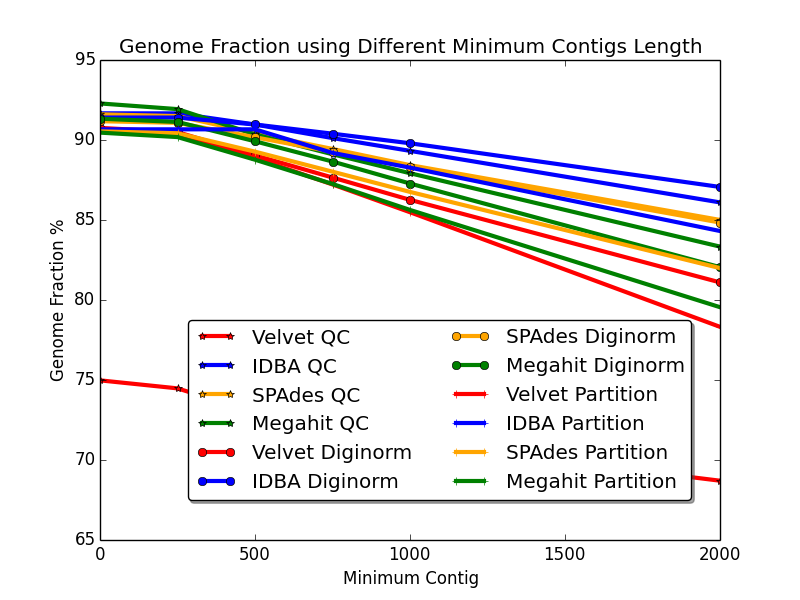 Genome Fraction using Different Minimum Contigs Length
95
90
85
80
75
70
65
Genome Fraction %
Velvet QC
IDBA QC
SPAdes QC
Megahit QC
Velvet Diginorm
IDBA Diginorm
SPAdes Diginorm
Megahit Diginorm
Velvet Partition
IDBA Partition
SPAdes Partition
Megahit Partition
0 500 1000 1500 2000
Minimum Contig